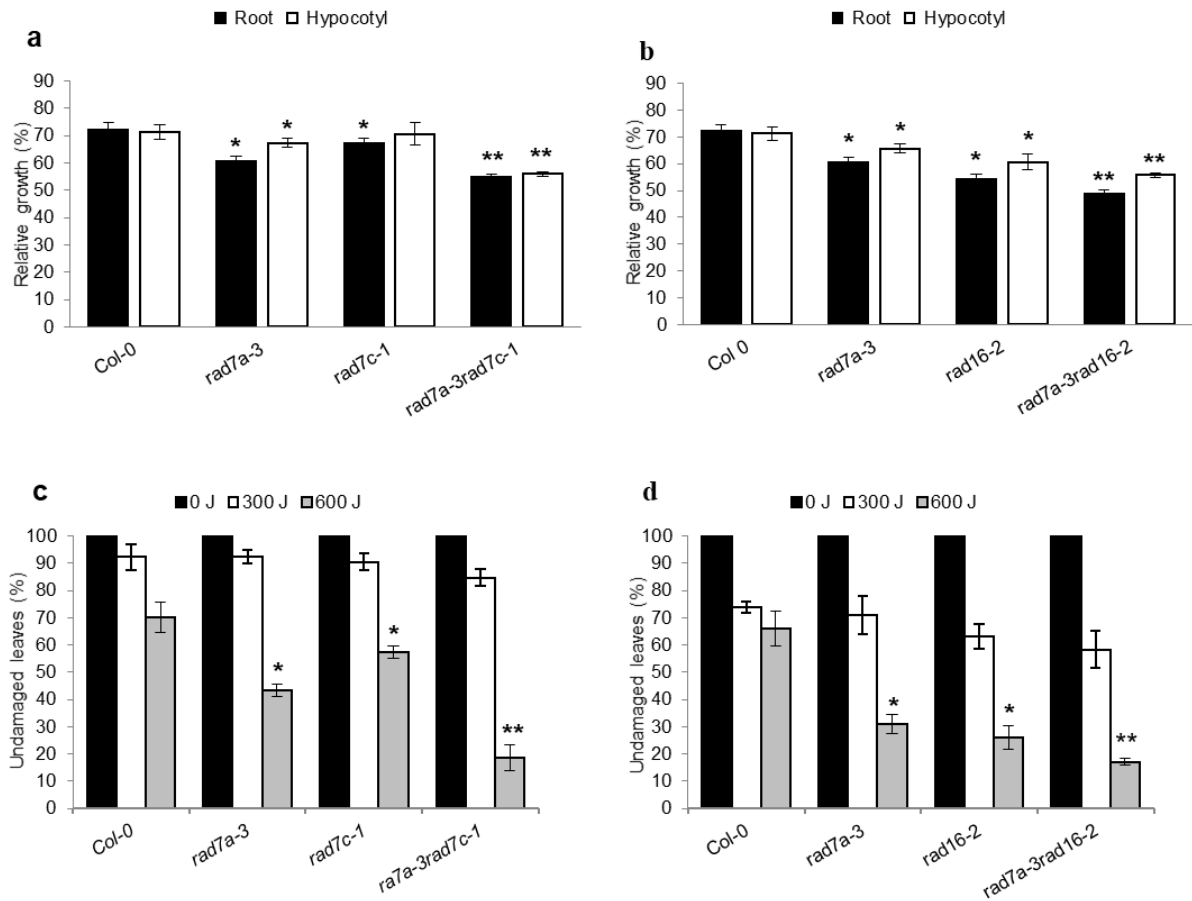 Root Hypocotyl
a
Relative growth (%)
90
80
70
60
50
40
30
20
10
0
* * * ** **
Col-0 rad7a-3 rad7c-1 rad7a-3rad7c-1
Root Hypocotyl
b
Relative growth (%)
90
80
70
60
50
40
30
20
10
0
* * * * ** **
Col 0 rad7a-3 rad16-2 rad7a-3rad16-2
c
0 J 300 J 600 J
Undamaged leaves (%)
100
90
80
70
60
50
40
30
20
10
0
* * **
Col-0 rad7a-3 rad7c-1 ra7a-3rad7c-1
d
0 J 300 J 600 J
Undamaged leaves (%)
100
90
80
70
60
50
40
30
20
10
0
* * **
Col-0 rad7a-3 rad16-2 rad7a-3rad16-2